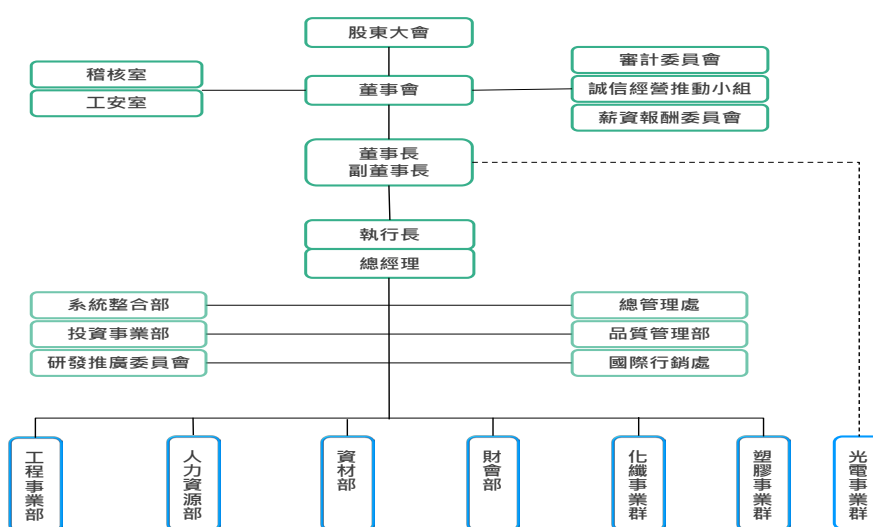 股東大會
稽核室
工安室
董事會
審計委員會
誠信經營推動小組
薪資報酬委員會
董事長
副董事長
執行長
總經理
系統整合部
投資事業部
研發推廣委員會
總管理處
品質管理部
國際行銷處
工程事業部
人力資源部
資材部
財會部
化纖事業群
塑膠事業群
光電事業群